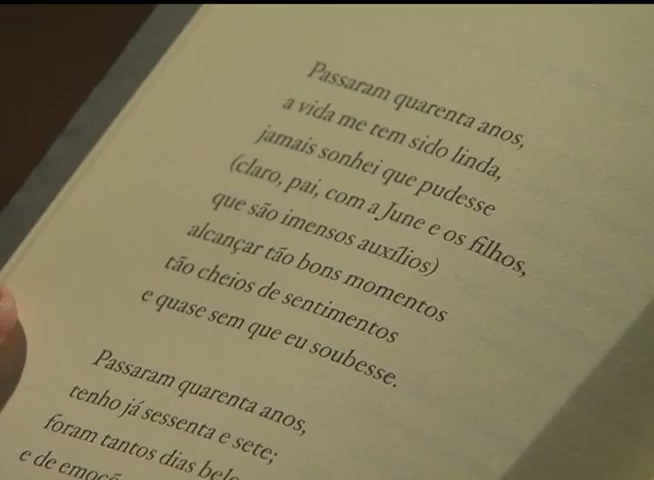 Passaram quarenta anos,
a vida me tem sido linda,
jamais sonhei que pudesse
(claro, pai, com a June e os filhos,
que são imensos auxílios)
alcançar tão bons momentos
tão cheios de sentimentos
e quase sem que eu soubesse.
Passaram quarenta anos,
tenho já sessenta e sete;
foram tantos dias
e de